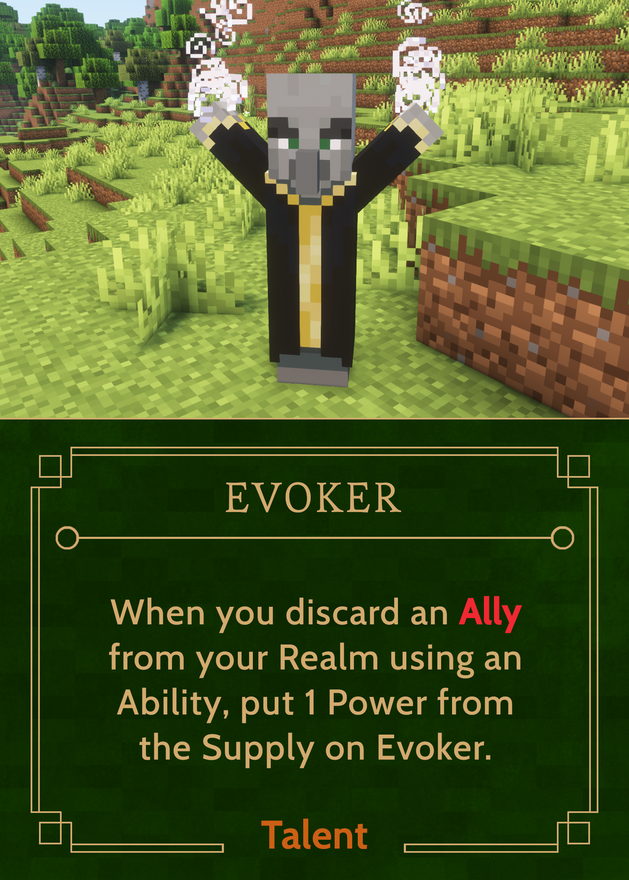 EVOKER
When you discard an Ally
from your Realm using an
Ability, put 1 Power from
the Supply on Evoker.
Talent